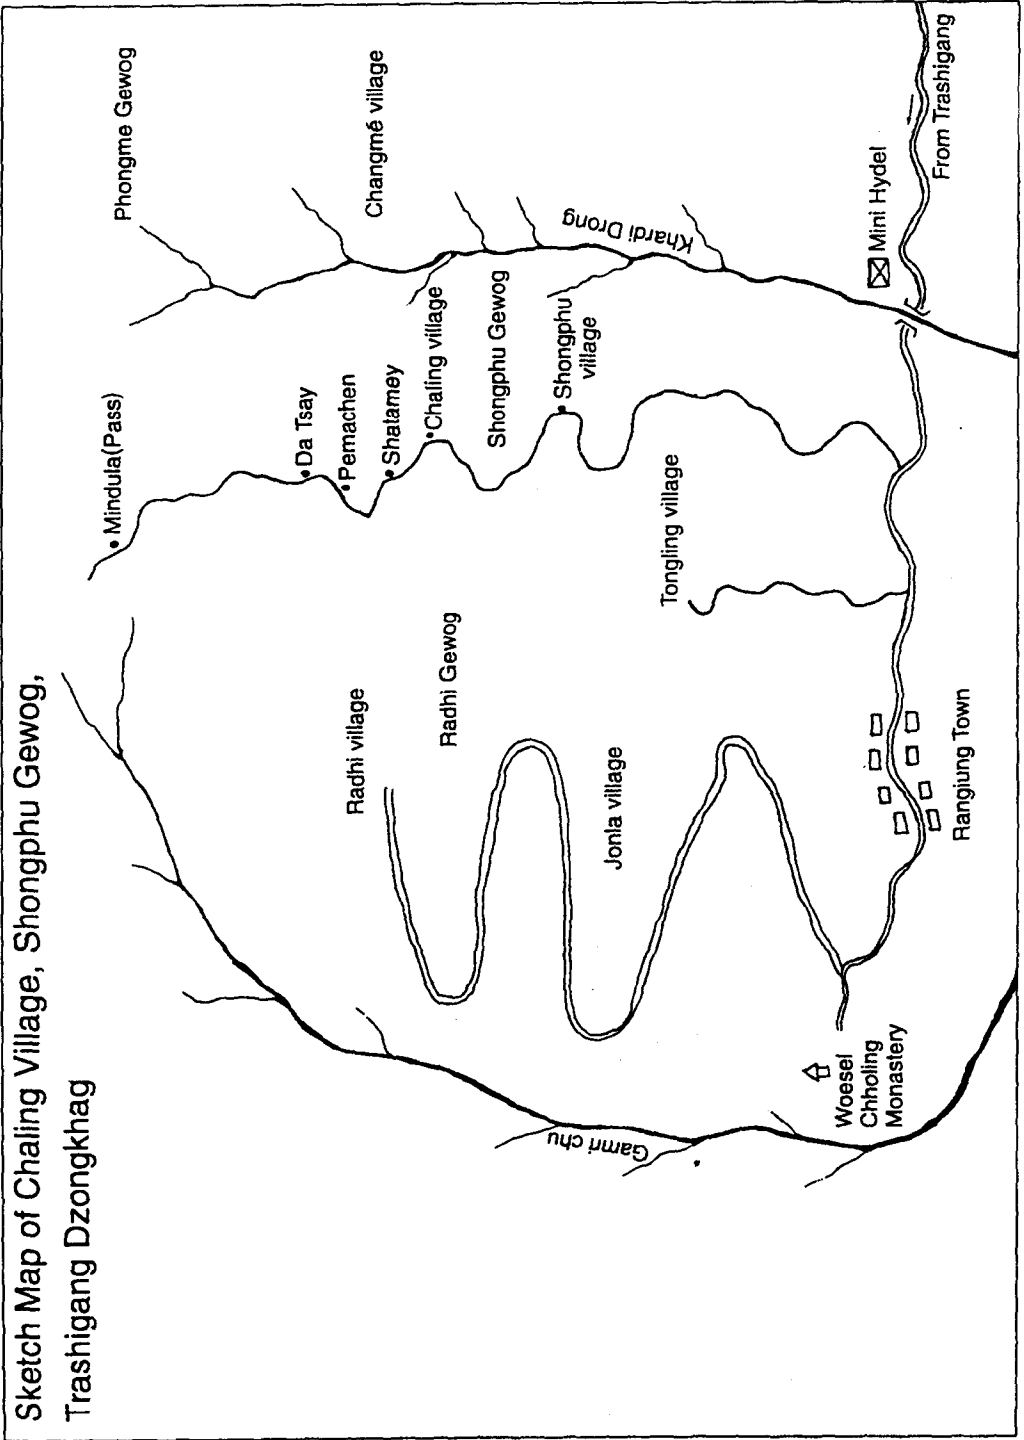 Sketch Map of Chaling Village, Shongphu Gewog,
Trashigang Dzongkhag
Phongme Gewog
Changmé village
Khardi Drong
Mini Hydel
From Trashigang
Mindula(Pass)
Da Tsay
Pemachen
Shatamey
Chaling village
Shongphu Gewog
Shongphu
village
Tongling village
Radhi village
Radhi Gewog
Jonla village
Rangjung Town
Gamri chu
Woesel
Chholing
Monastery